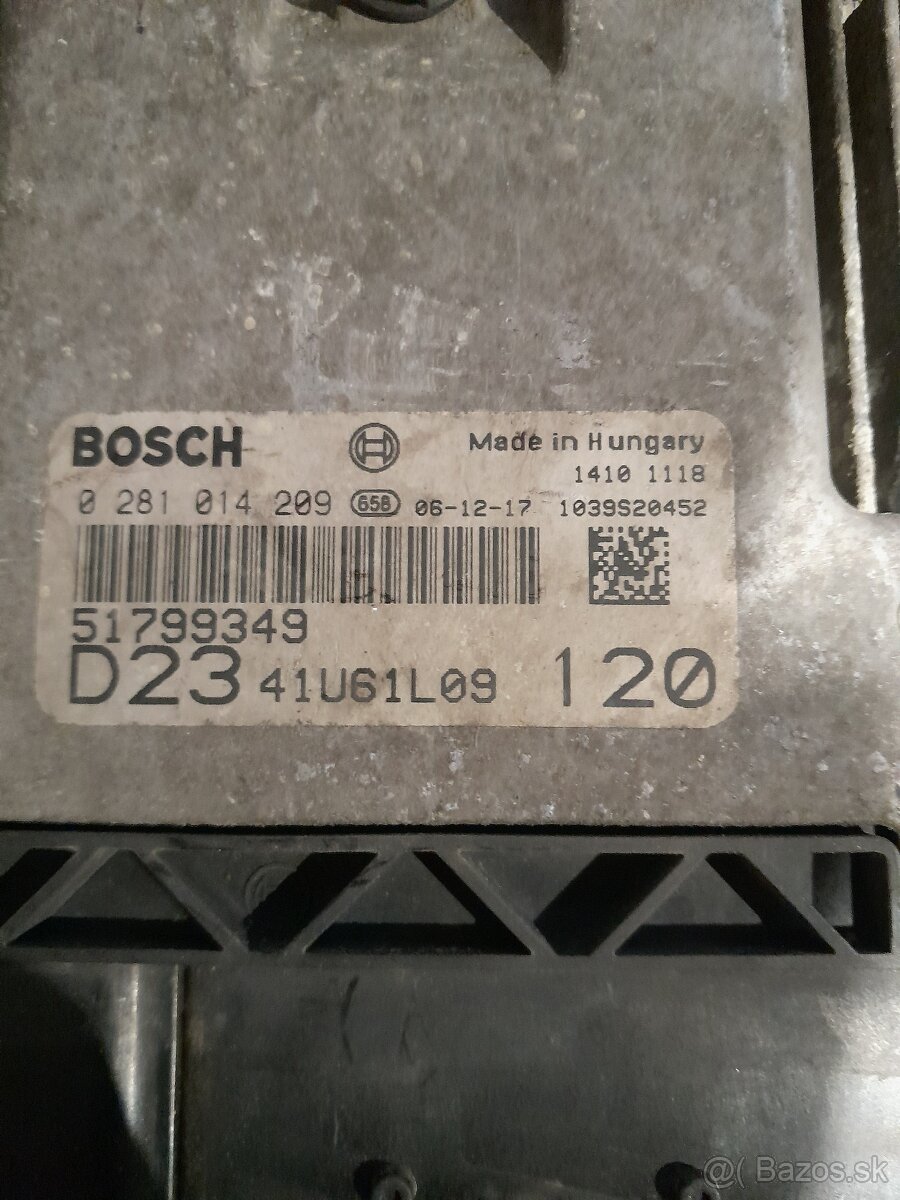 BOSCH Made in Hungary
1410 1118
0 281 014 209 658 06-12-17 1039S20452
51799349
D23 41U61L09 120
@( Bazos.sk